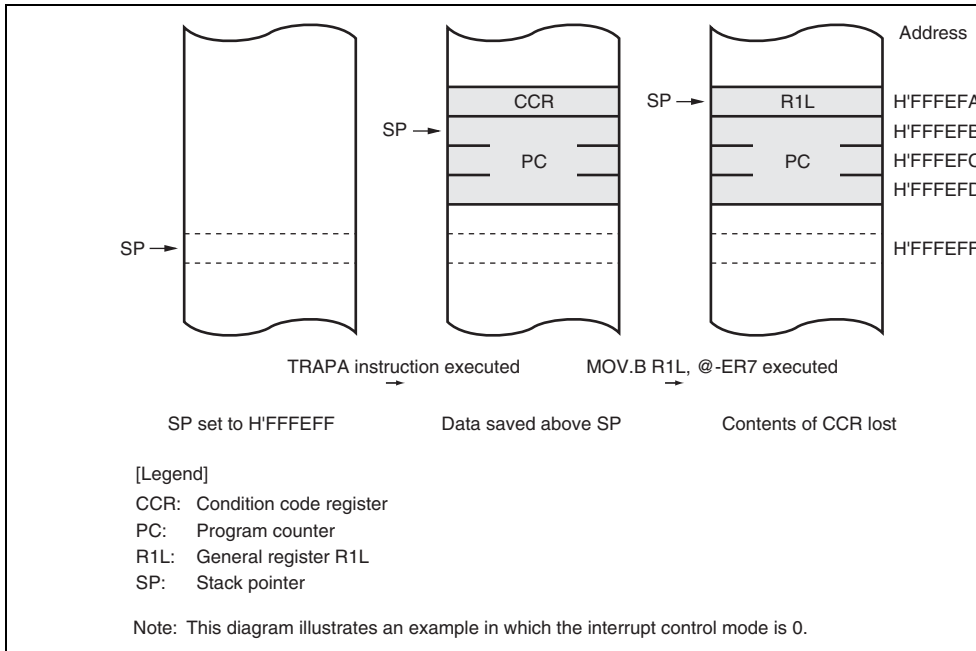 Address
CCR
SP
R1L
H'FFFEFA
SP
H'FFFEFB
PC
PC
H'FFFEFC
H'FFFEFD
SP
H'FFFEFF
TRAPA instruction executed
MOV.B R1L, @-ER7 executed
SP set to H'FFFEFF
Data saved above SP
Contents of CCR lost
[Legend]
CCR: Condition code register
PC: Program counter
R1L: General register R1L
SP: Stack pointer
Note: This diagram illustrates an example in which the interrupt control mode is 0.